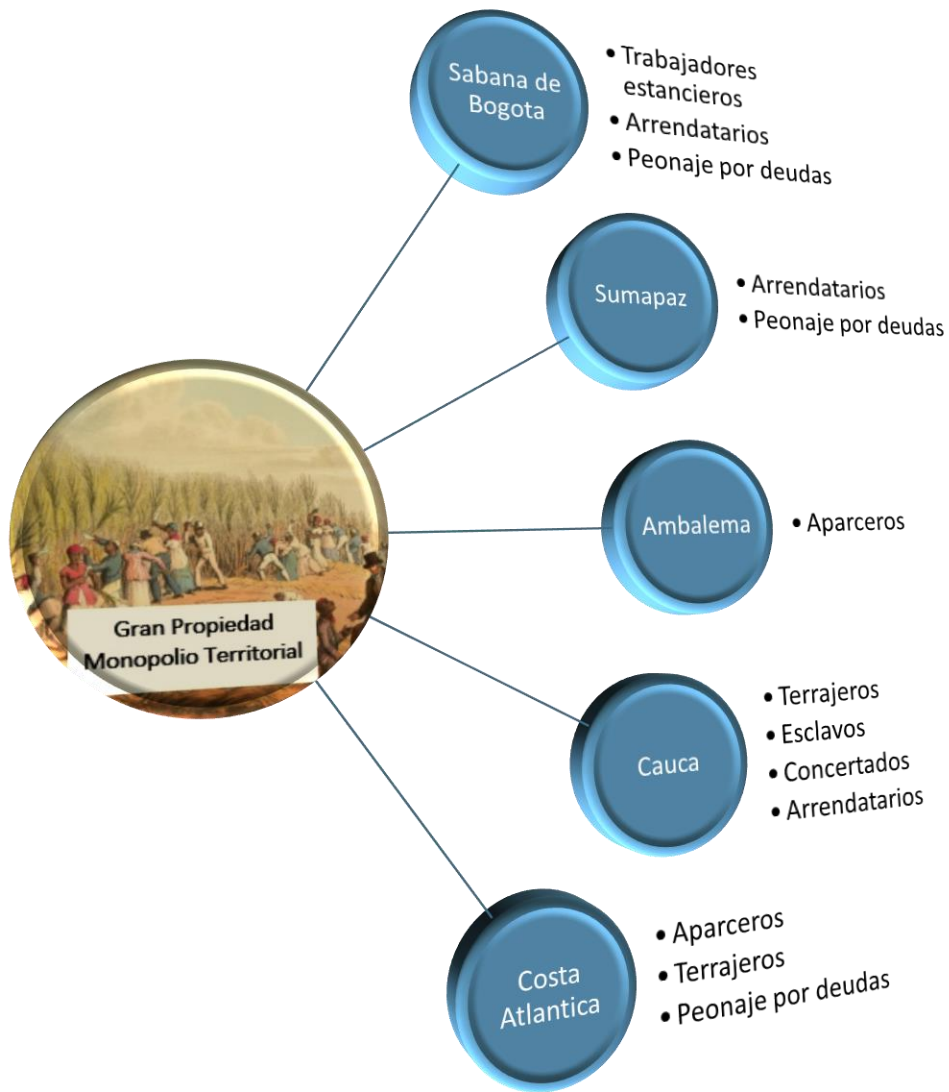 Sabana de
Bogota
• Trabajadores
estancieros
• Arrendatarios
• Peonaje por deudas
Sumapaz
• Arrendatarios
• Peonaje por deudas
Gran Propiedad
Monopolio Territorial
Ambalema
• Aparceros
Cauca
• Terrajeros
• Esclavos
• Concertados
• Arrendatarios
Costa
Atlantica
• Aparceros
• Terrajeros
• Peonaje por deudas